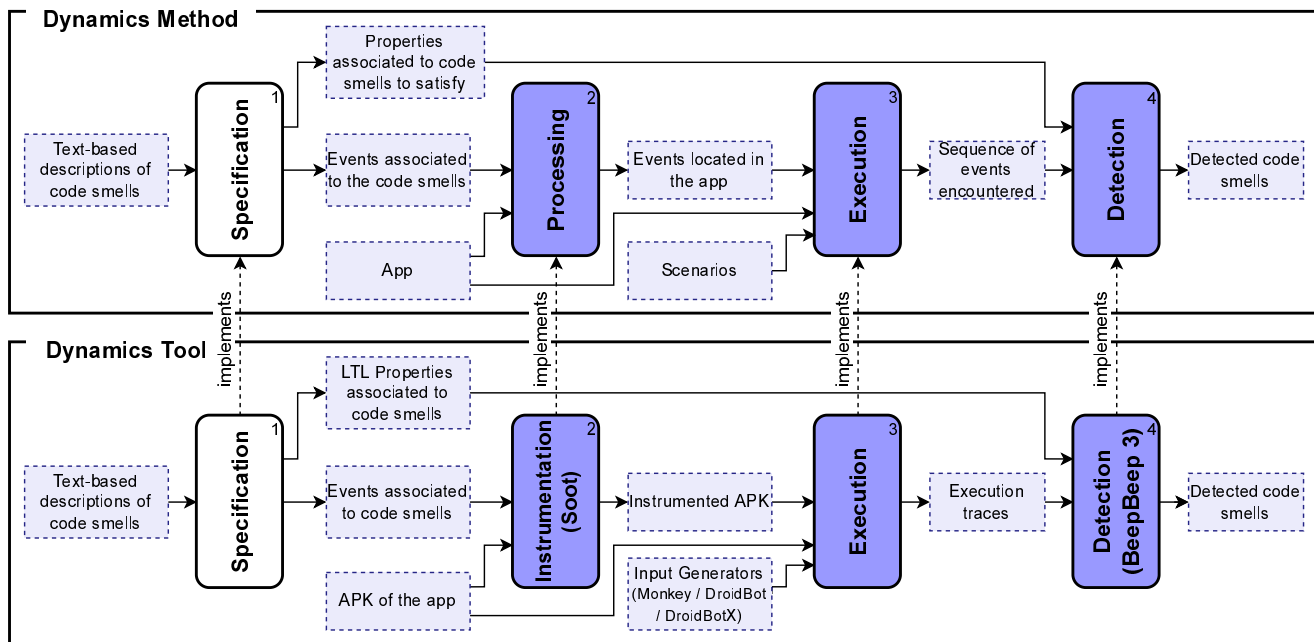 Dynamics Method
Properties
associated to code
smells to satisfy
1
Specification
2
Processing
3
Execution
4
Detection
Text-based
descriptions of
code smells
Events associated
to the code smells
Events located in
the app
Sequence of
events
encountered
Detected code
smells
App
Scenarios
implements
implements
implements
implements
Dynamics Tool
LTL Properties
associated to
code smells
1
Specification
2
Instrumentation
(Soot)
3
Execution
4
Detection
(BeepBeep 3)
Text-based
descriptions of
code smells
Events associated
to code smells
Instrumented APK
Execution
traces
Detected code
smells
APK of the app
Input Generators
(Monkey / DroidBot
/ DroidBotX)